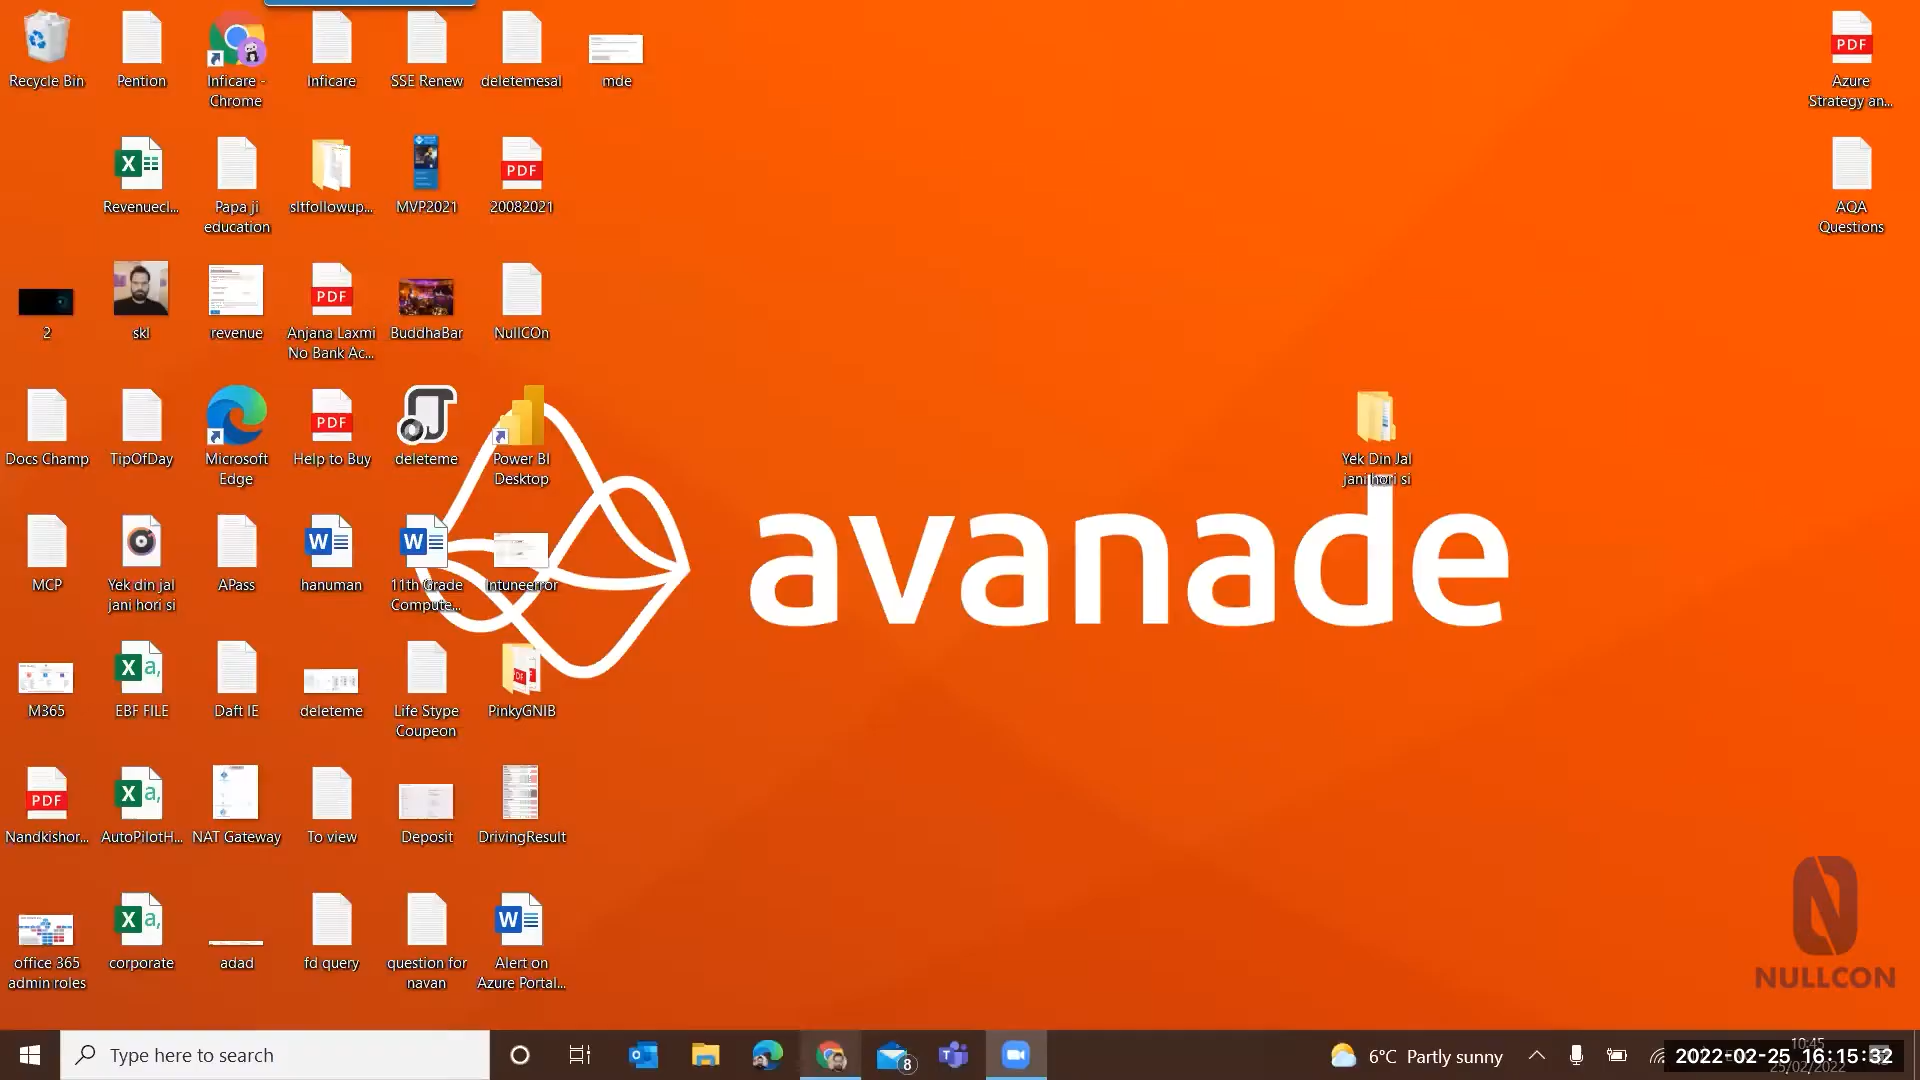 Recycle Bin
Pention
Inficare -
Chrome
Inficare
SSE Renew
deletemesal
mde
PDF
Azure
Strategy an...
Revenuecl...
Papa ji
education
sltfollowup...
MVP2021
PDF
20082021
AQA
Questions
2
skl
revenue
PDF
Anjana Laxmi
No Bank Ac...
BuddhaBar
NullCOn
Docs Champ
TipOfDay
Microsoft
Edge
PDF
Help to Buy
deleteme
Power BI
Desktop
Yek Din Jal
jani hori si
avanade
MCP
Yek din jal
jani hori si
APass
hanuman
11th Grade
Compute...
Intuneerror
M365
EBF FILE
Daft IE
deleteme
Life Stype
Coupeon
PinkyGNIB
PDF
Nandkishor...
AutoPilotH...
NAT Gateway
To view
Deposit
DrivingResult
office 365
admin roles
corporate
adad
fd query
question for
navan
Alert on
Azure Portal...
NULLCON
Type here to search
8
6°C Partly sunny
10:45
25/02/2022
2022-02-25 16:15:32